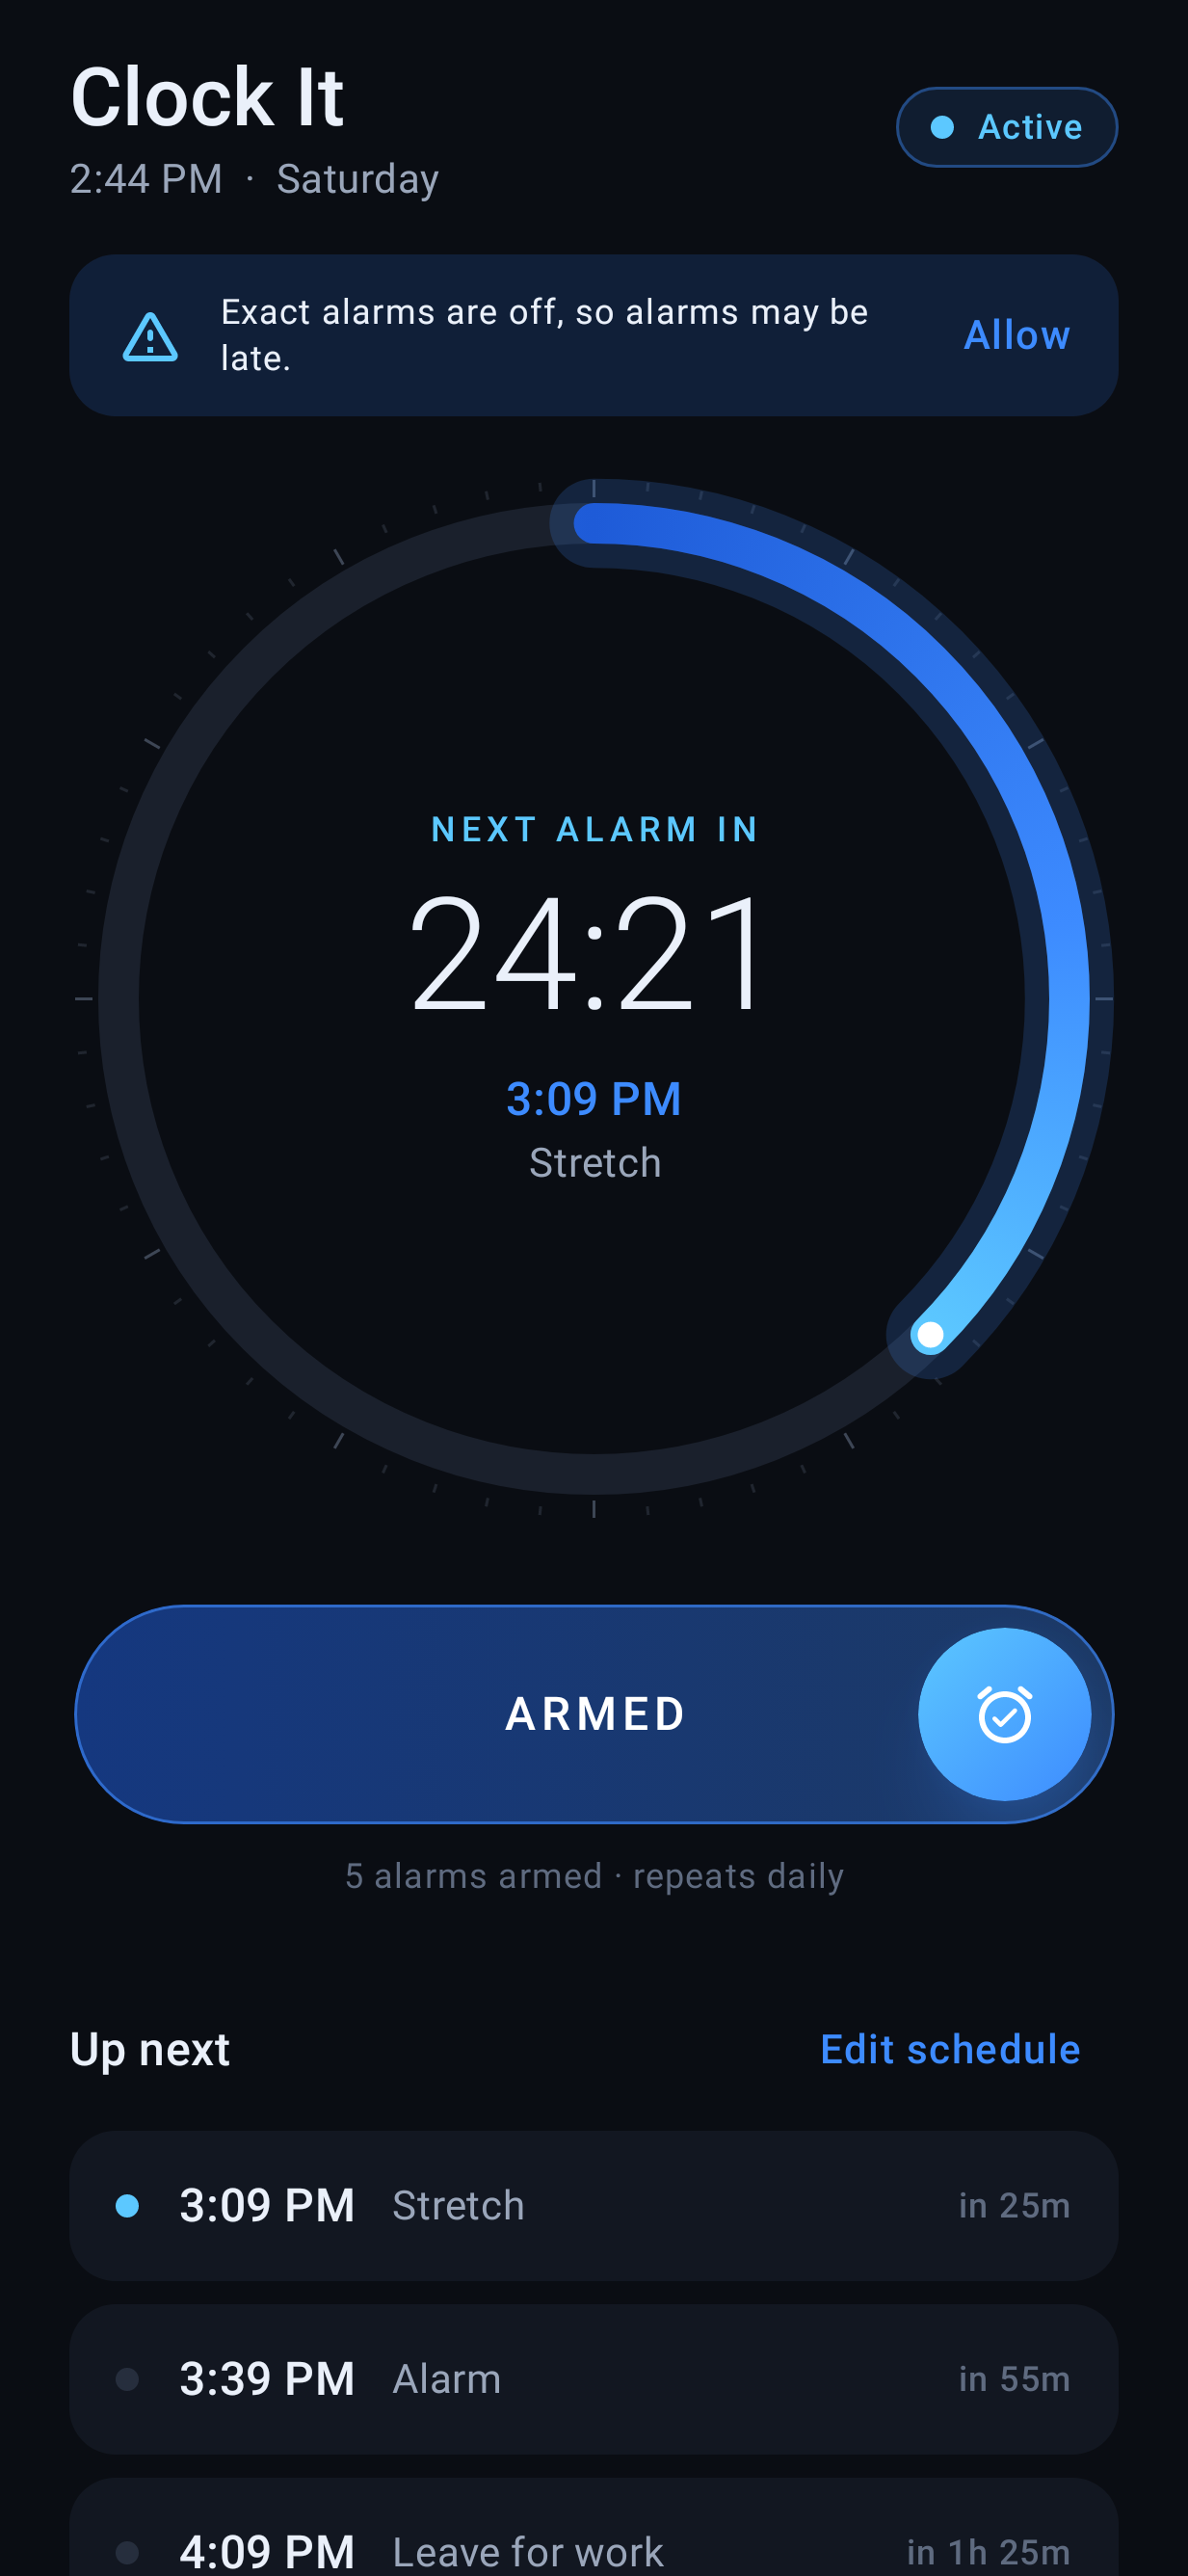 Clock It
2:44 PM · Saturday
Active
Exact alarms are off, so alarms may be
late.
Allow
NEXT ALARM IN
24:21
3:09 PM
Stretch
ARMED
5 alarms armed · repeats daily
Up next
Edit schedule
3:09 PM Stretch in 25m
3:39 PM Alarm in 55m
4:09 PM Leave for work in 1h 25m